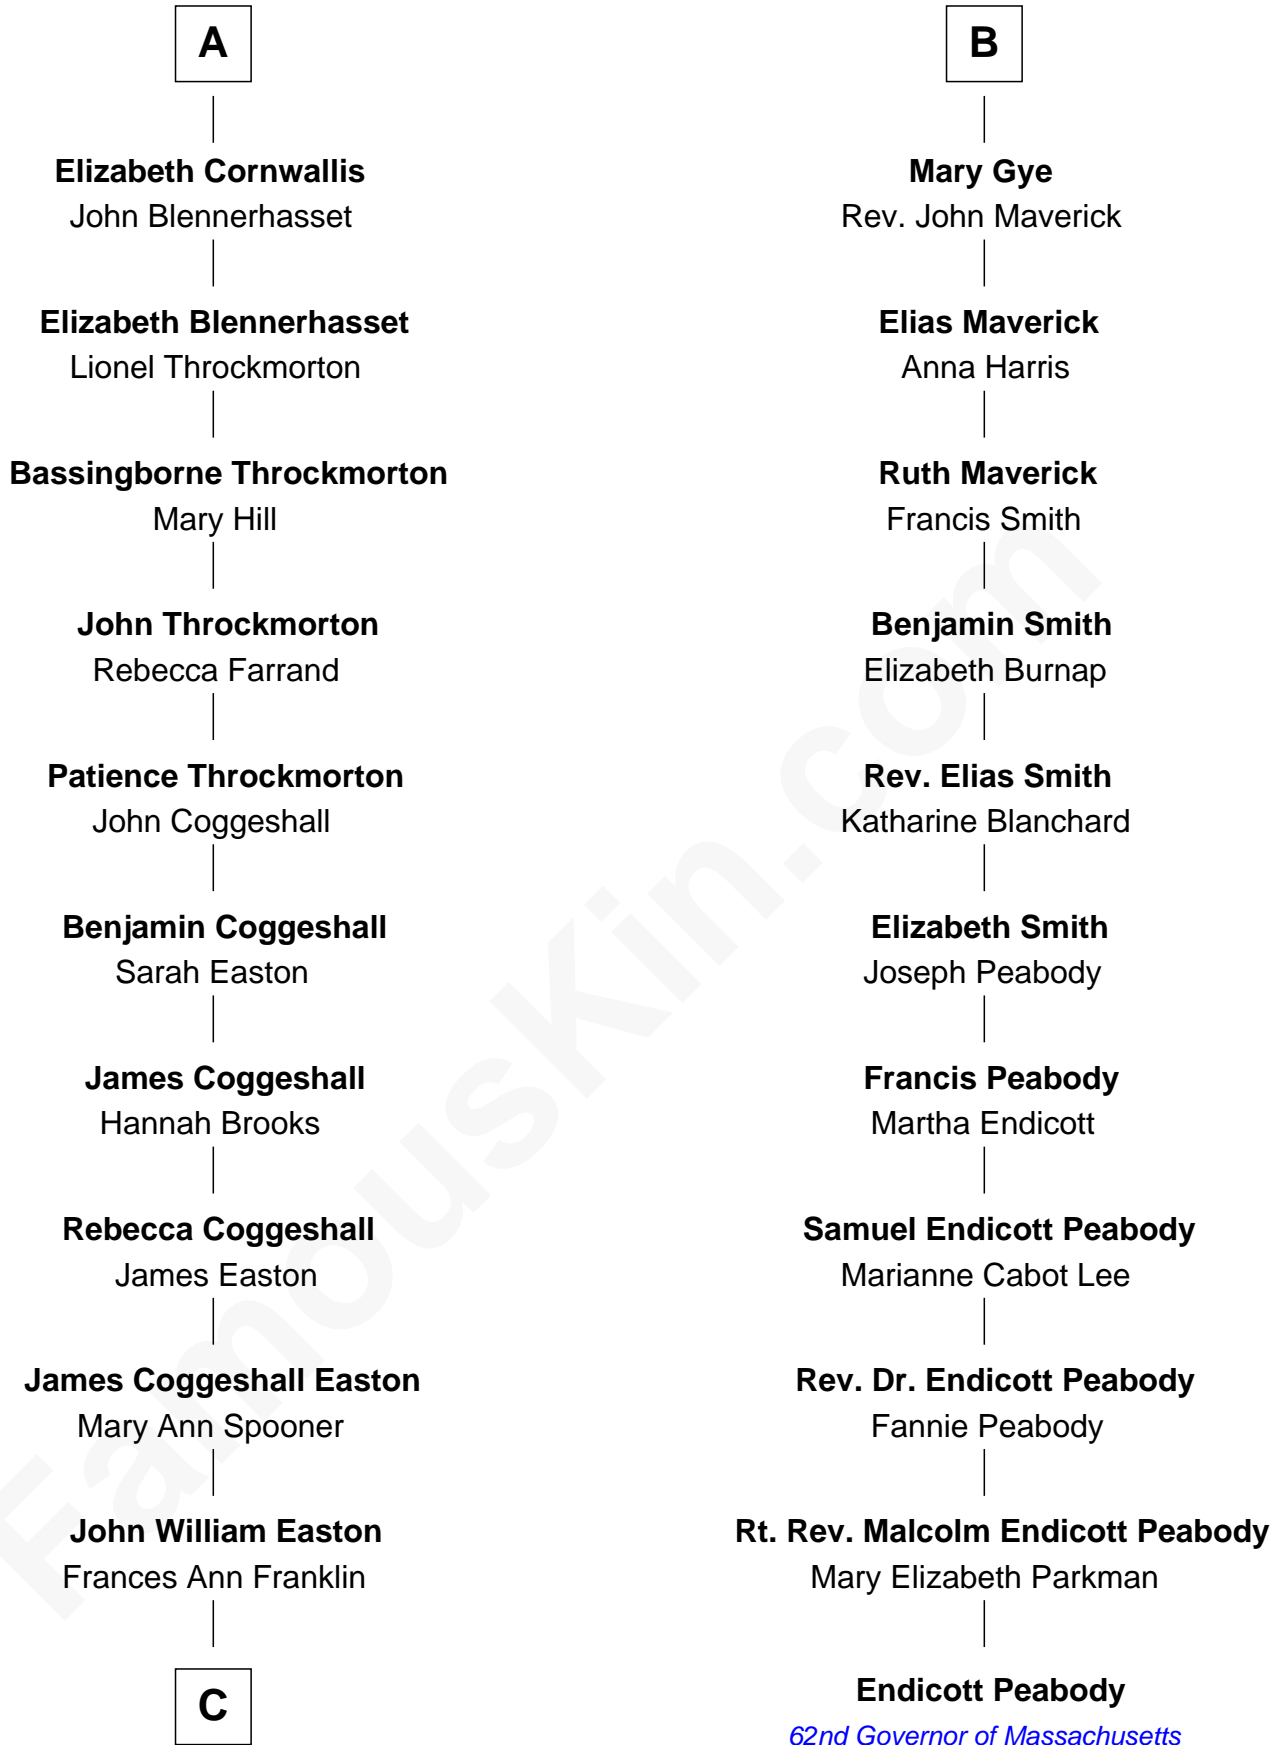 A
Elizabeth Cornwallis
John Blennerhasset
Elizabeth Blennerhasset
Lionel Throckmorton
Bassingborne Throckmorton
Mary Hill
John Throckmorton
Rebecca Farrand
Patience Throckmorton
John Coggeshall
Benjamin Coggeshall
Sarah Easton
James Coggeshall
Hannah Brooks
Rebecca Coggeshall
James Easton
James Coggeshall Easton
Mary Ann Spooner
John William Easton
Frances Ann Franklin
C
B
Mary Gye
Rev. John Maverick
Elias Maverick
Anna Harris
Ruth Maverick
Francis Smith
Benjamin Smith
Elizabeth Burnap
Rev. Elias Smith
Katharine Blanchard
Elizabeth Smith
Joseph Peabody
Francis Peabody
Martha Endicott
Samuel Endicott Peabody
Marianne Cabot Lee
Rev. Dr. Endicott Peabody
Fannie Peabody
Rt. Rev. Malcolm Endicott Peabody
Mary Elizabeth Parkman
Endicott Peabody
62nd Governor of Massachusetts
FamousKin.com